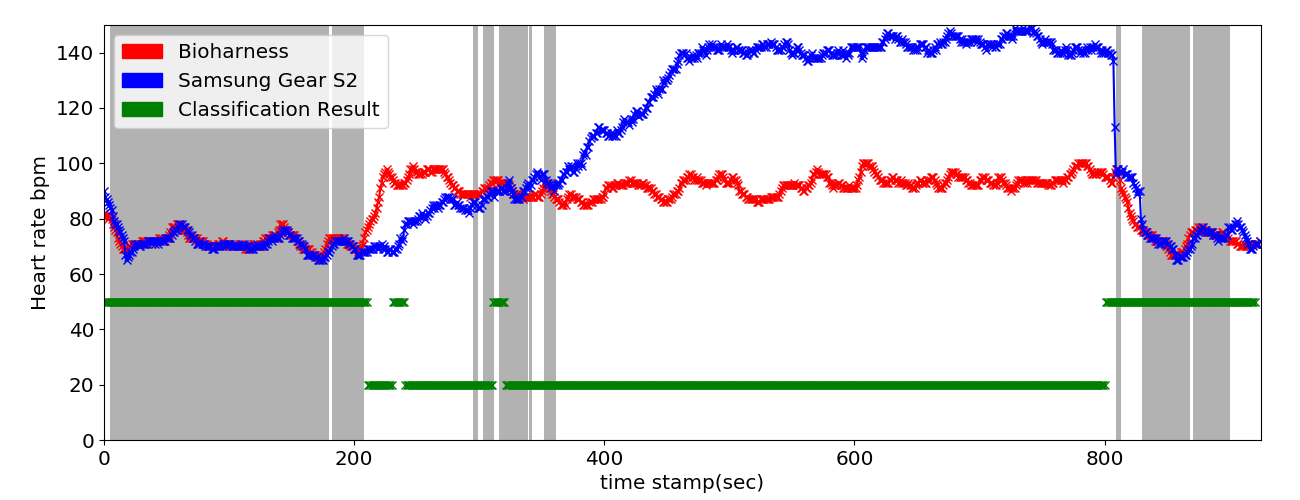 Bioharness
Samsung Gear S2
Classification Result
Heart rate bpm
140
120
100
80
60
40
20
0
0 200 400 600 800
time stamp(sec)